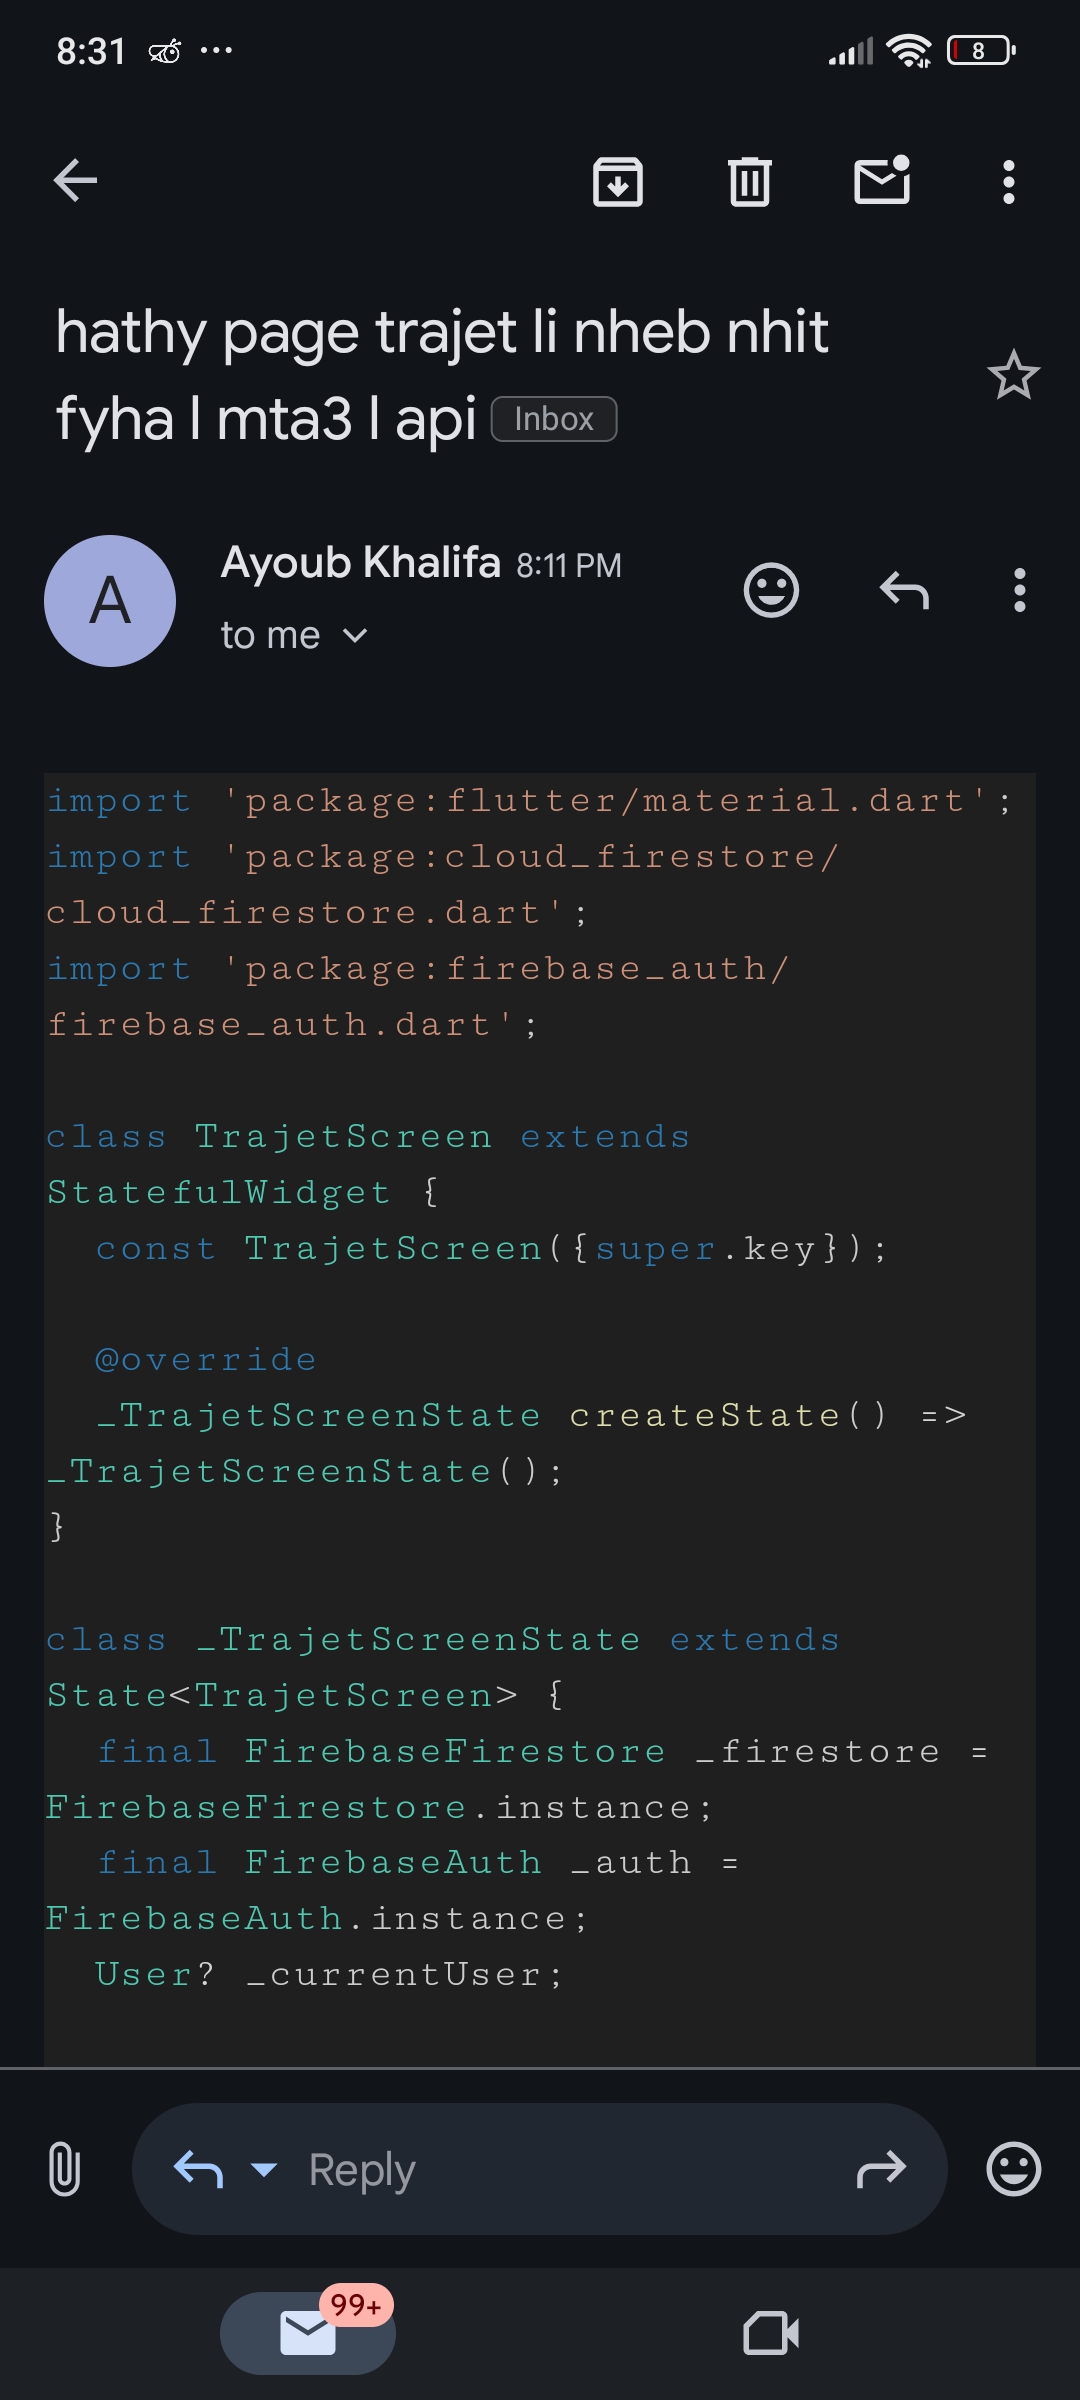 8:31
8
hathy page trajet li nheb nhit
fyha l mta3 l api Inbox
A
Ayoub Khalifa 8:11 PM
to me
import 'package:flutter/material.dart';
import 'package:cloud_firestore/
cloud_firestore.dart';
import 'package:firebase_auth/
firebase_auth.dart';
class TrajetScreen extends
StatefulWidget {
  const TrajetScreen({super.key});
  @override
  _TrajetScreenState createState() =>
_TrajetScreenState();
}
class _TrajetScreenState extends
State<TrajetScreen> {
  final FirebaseFirestore _firestore =
FirebaseFirestore.instance;
  final FirebaseAuth _auth =
FirebaseAuth.instance;
  User? _currentUser;
Reply
99+